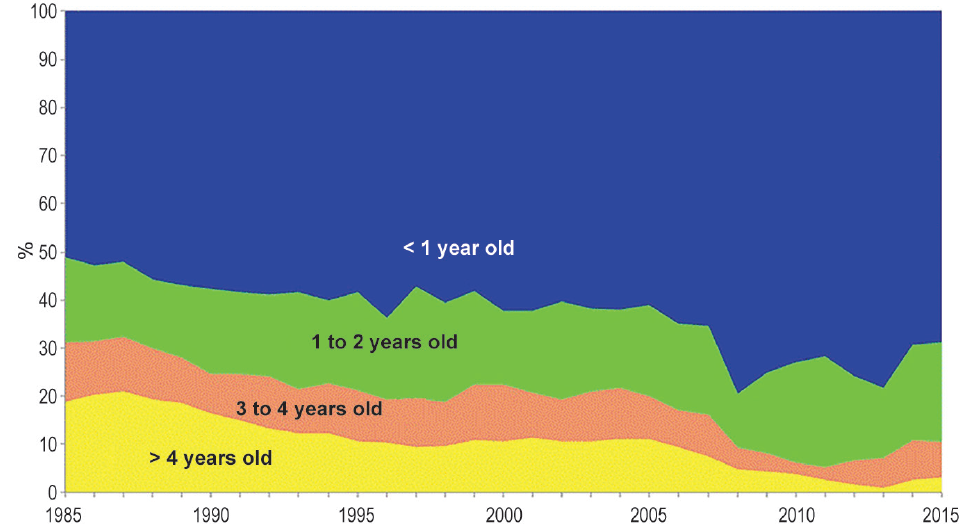 100
90
80
70
60
50
40
30
20
10
0
%
< 1 year old
1 to 2 years old
3 to 4 years old
> 4 years old
1985 1990 1995 2000 2005 2010 2015